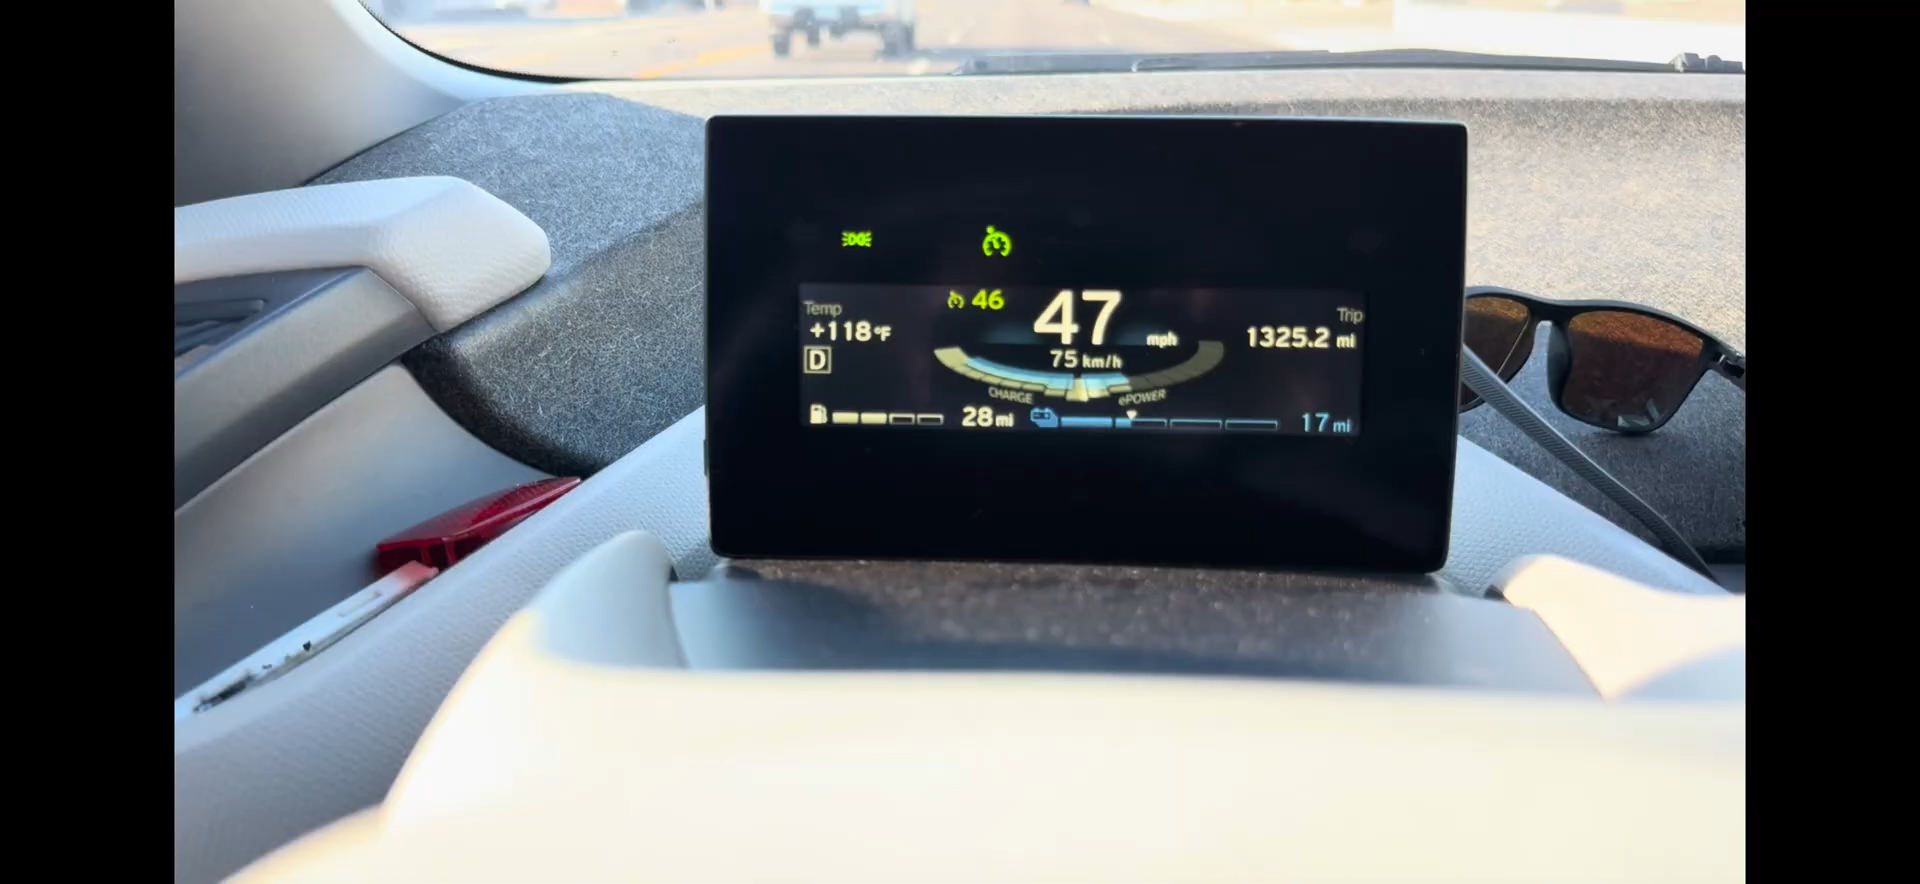 46
47 mph
75 km/h
Temp
+118°F
D
Trip
1325.2 mi
CHARGE
ePOWER
28 mi
17 mi